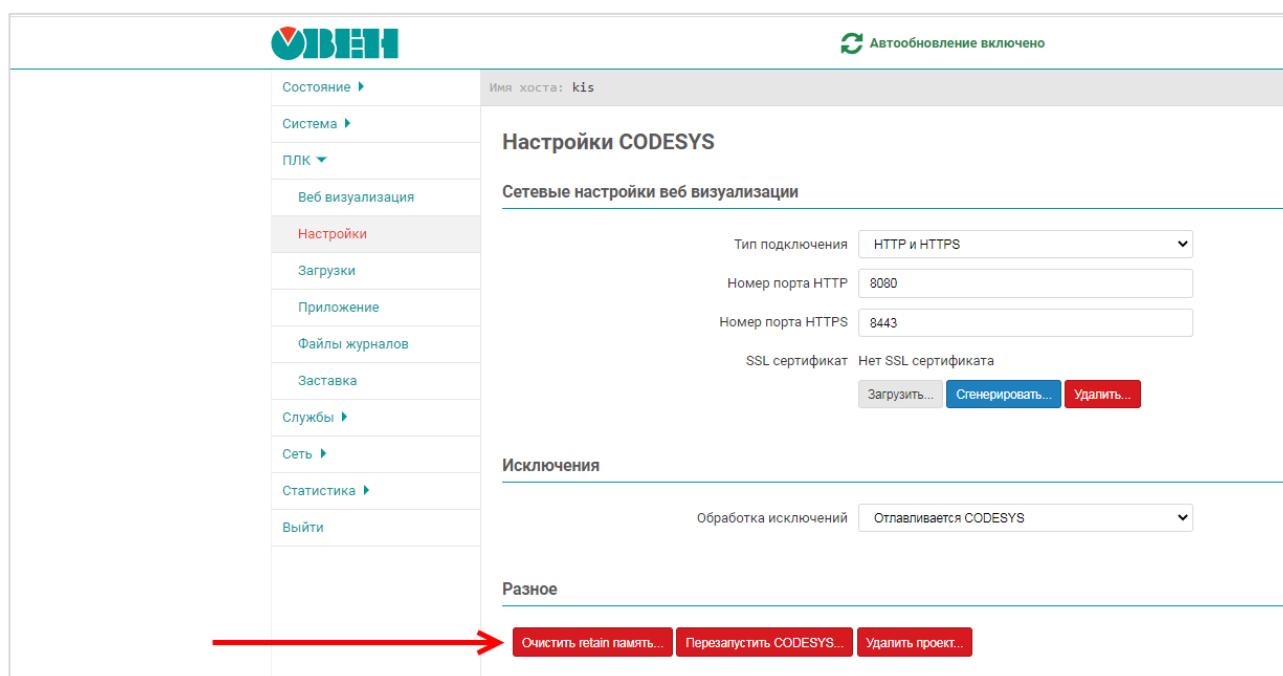 ОВЕН
Автообновление включено
Состояние
Имя хоста: kis
Система
ПЛК
Веб визуализация
Настройки
Загрузки
Приложение
Файлы журналов
Заставка
Службы
Сеть
Статистика
Выйти
Настройки CODESYS
Сетевые настройки веб визуализации
Тип подключения HTTP и HTTPS
Номер порта HTTP 8080
Номер порта HTTPS 8443
SSL сертификат Нет SSL сертификата
Загрузить... Сгенерировать... Удалить...
Исключения
Обработка исключений Отлавливается CODESYS
Разное
Очистить retain память... Перезапустить CODESYS... Удалить проект...